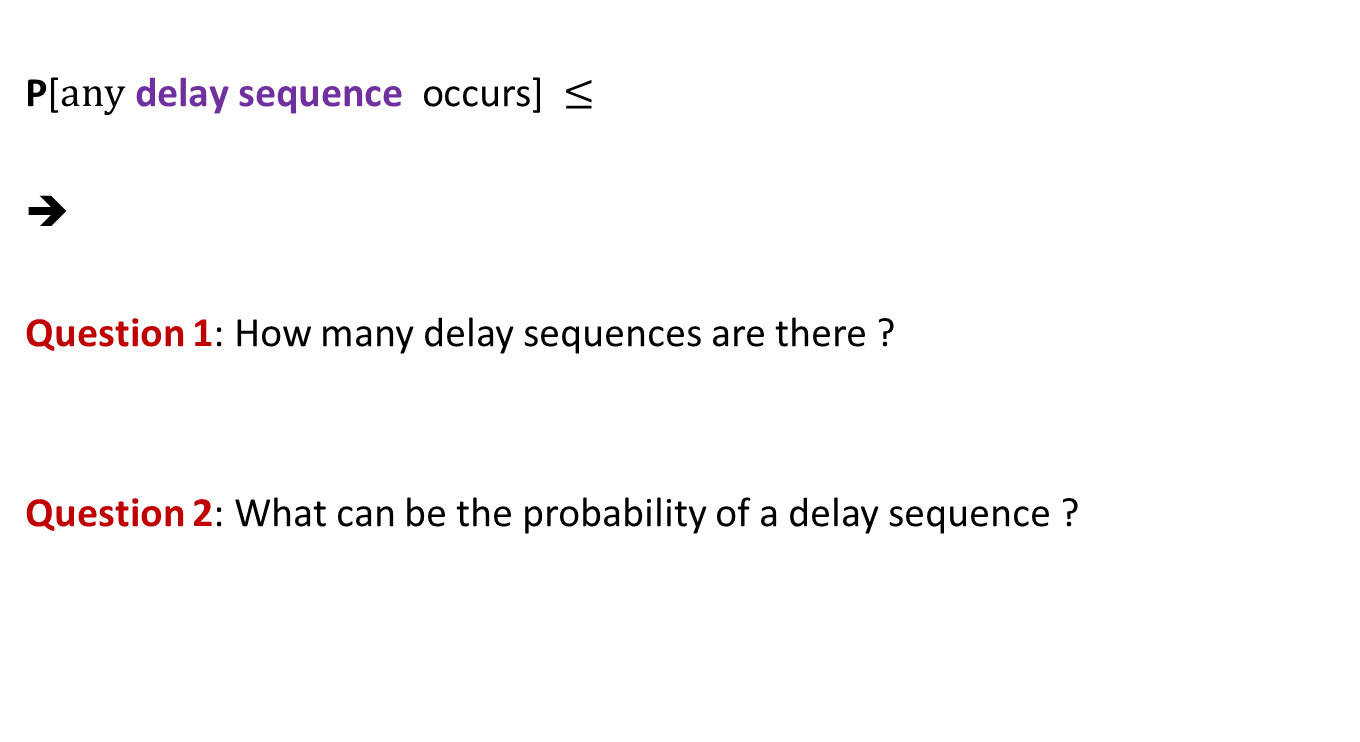 P[any delay sequence occurs] ≤
➔
Question 1: How many delay sequences are there ?
Question 2: What can be the probability of a delay sequence ?